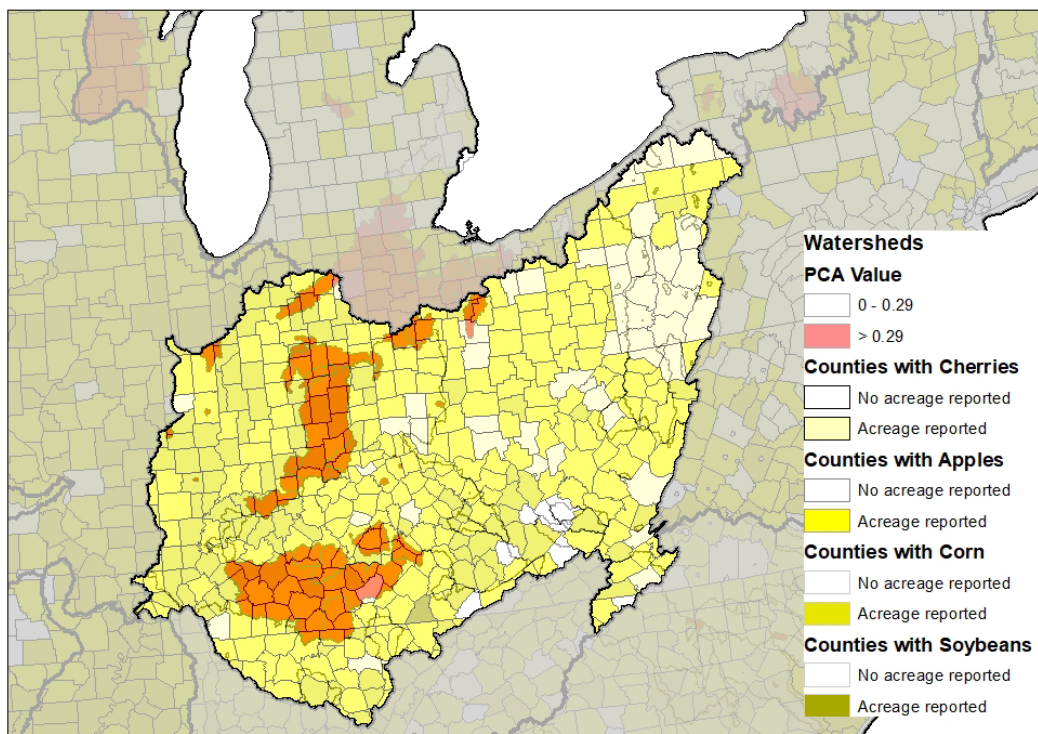 Watersheds
PCA Value
0 - 0.29
> 0.29
Counties with Cherries
No acreage reported
Acreage reported
Counties with Apples
No acreage reported
Acreage reported
Counties with Corn
No acreage reported
Acreage reported
Counties with Soybeans
No acreage reported
Acreage reported